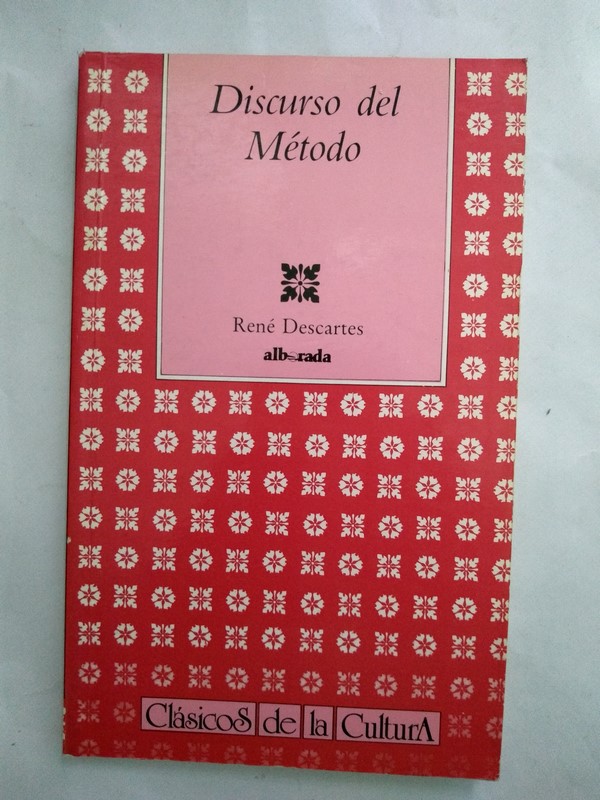 Discurso del
Método
René Descartes
alborada
Clásicos de la Cultura